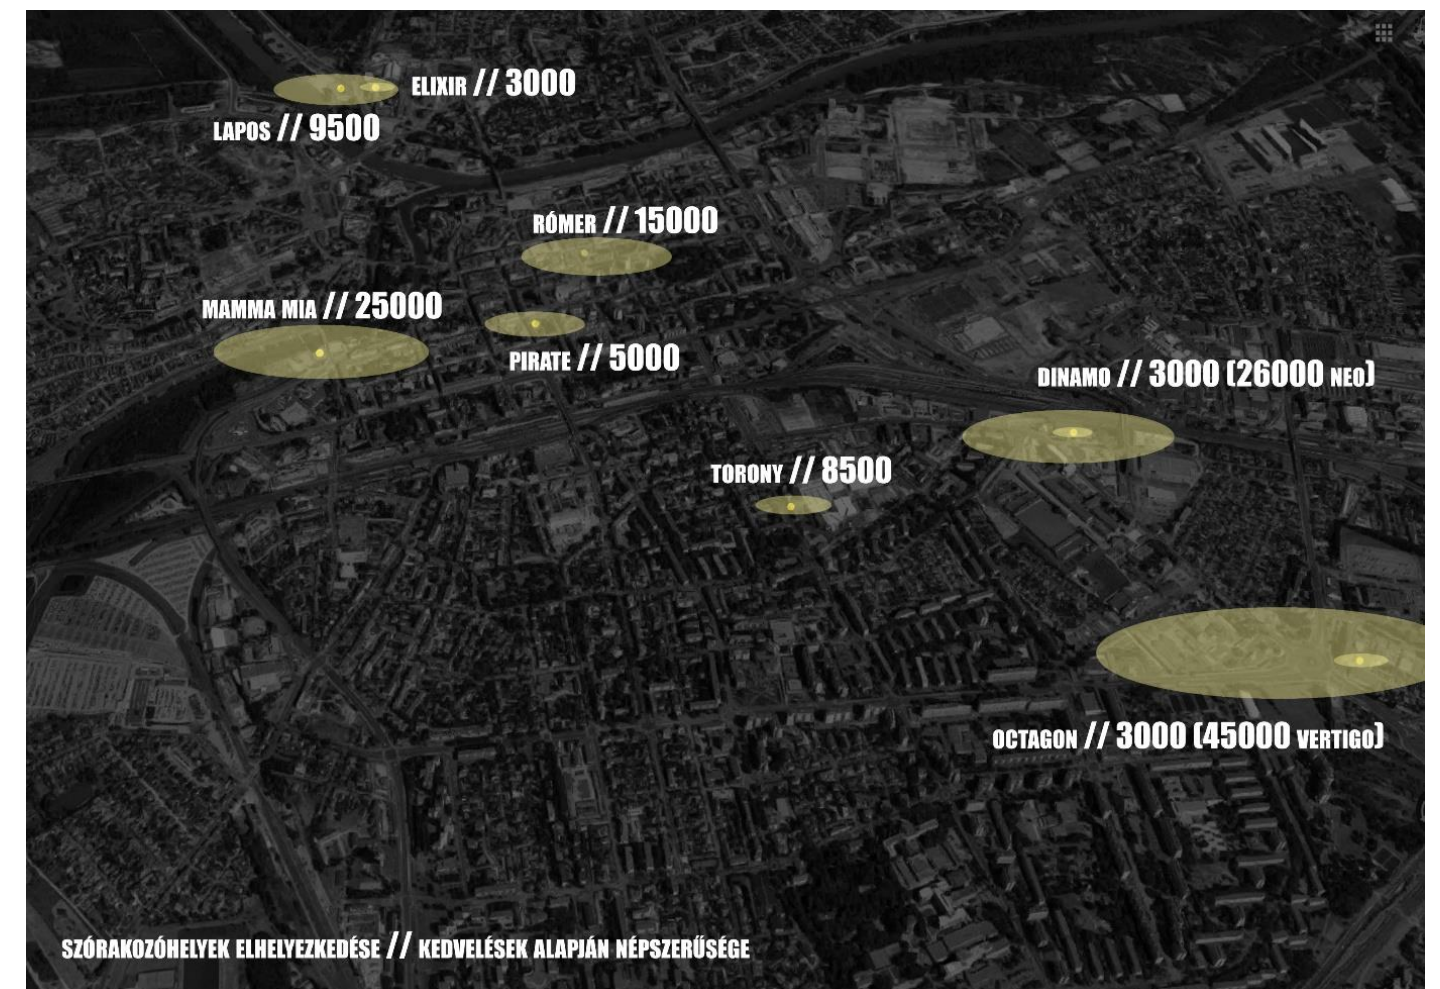 ELIXIR // 3000
LAPOS // 9500
RÓMER // 15000
MAMMA MIA // 25000
PIRATE // 5000
DINAMO // 3000 (26000 NEO)
TORONY // 8500
OCTAGON // 3000 (45000 VERTIGO)
SZÓRAKOZÓHELYEK ELHELYEZKEDÉSE // KEDVELÉSEK ALAPJÁN NÉPSZERŰSÉGE